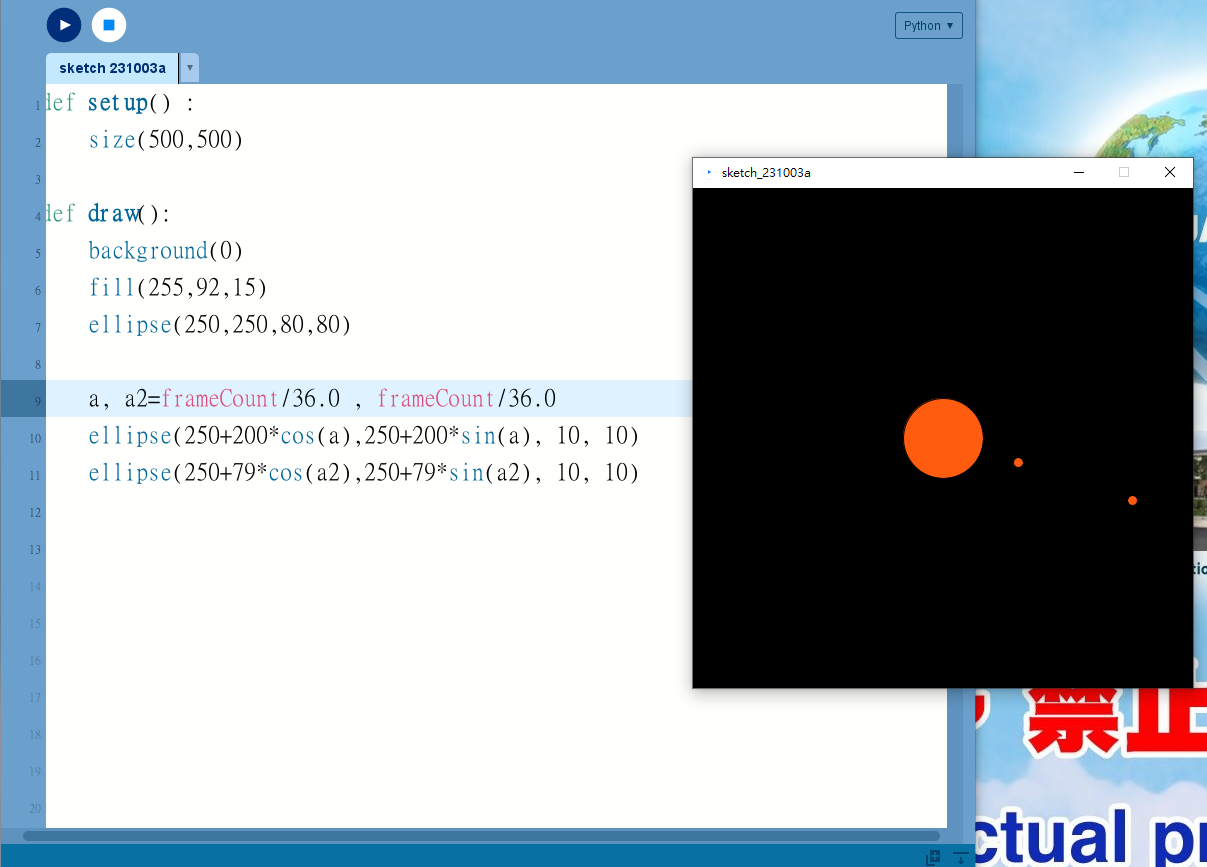 Python ▼
sketch 231003a ▼
1 def setup() :
2 size(500,500)
3
4 def draw():
5 background(0)
6 fill(255,92,15)
7 ellipse(250,250,80,80)
8
9 a, a2=frameCount/36.0 , frameCount/36.0
10 ellipse(250+200*cos(a),250+200*sin(a), 10, 10)
11 ellipse(250+79*cos(a2),250+79*sin(a2), 10, 10)
12
13
14
15
16
17
18
19
20
sketch_231003a
禁止
ctual pr